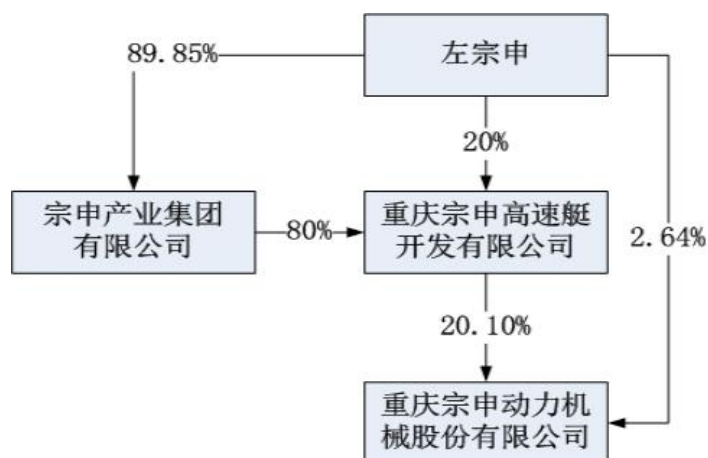 左宗申
89.85%
20%
宗申产业集团
有限公司
80%
重庆宗申高速艇
开发有限公司
2.64%
20.10%
重庆宗申动力机
械股份有限公司